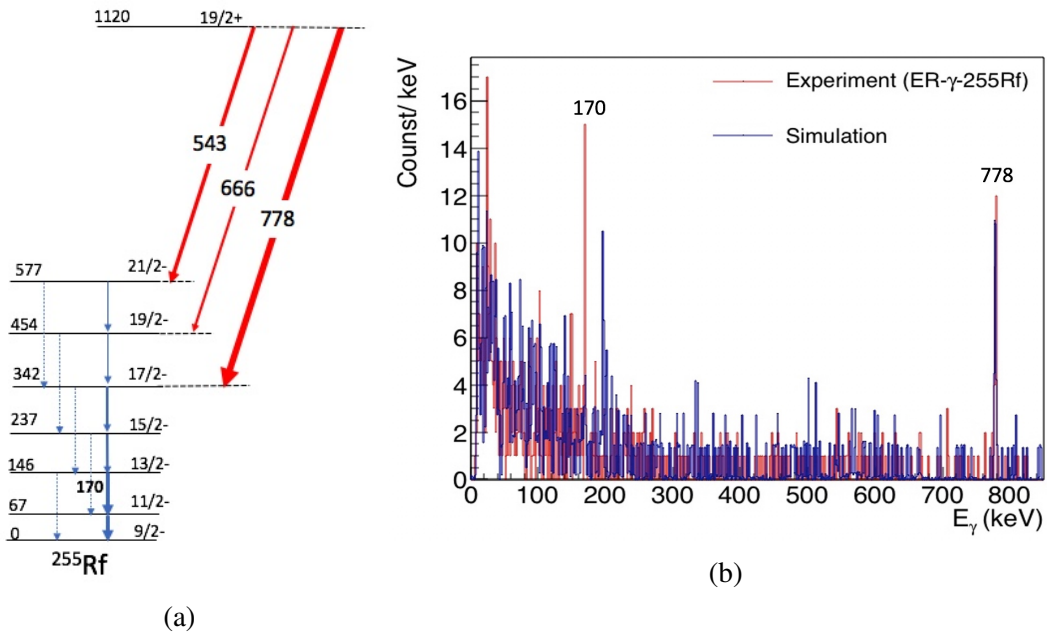 1120 19/2+
543
666
778
577 21/2-
454 19/2-
342 17/2-
237 15/2-
146 13/2-
170
67 11/2-
0 9/2-
²⁵⁵Rf
(a)
Counst/ keV
16
14
12
10
8
6
4
2
0
0 100 200 300 400 500 600 700 800
Eγ (keV)
170
778
Experiment (ER-γ-255Rf)
Simulation
(b)